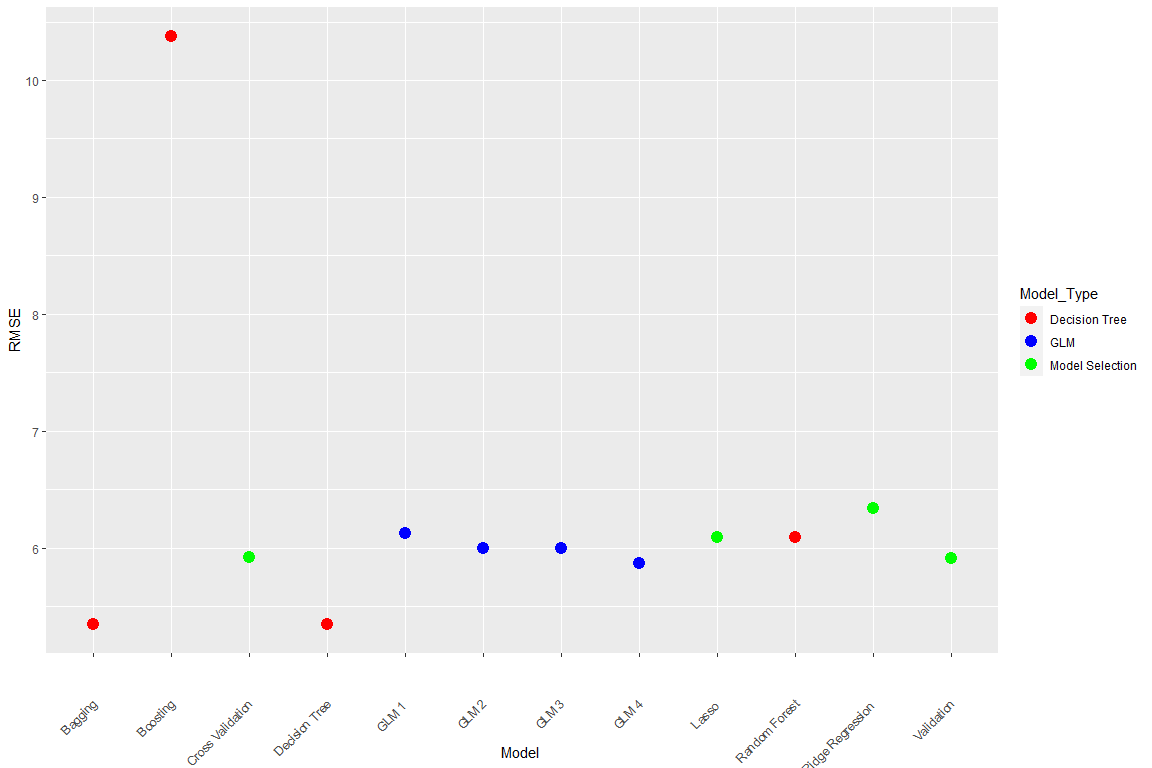 10
9
8
7
6
RMSE
Bagging
Boosting
Cross Validation
Decision Tree
GLM 1
GLM 2
GLM 3
GLM 4
Lasso
Random Forest
Ridge Regression
Validation
Model
Model_Type
Decision Tree
GLM
Model Selection